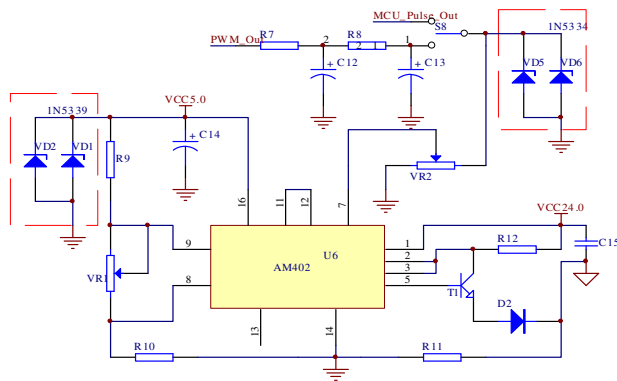 MCU_Pulse_Out
1N5334
S8
PWM_Out
R7
2
R8
2 1
1
C12
C13
VD5
VD6
1N5339
VCC5.0
VD2
VD1
R9
C14
VR2
16
11
12
7
VCC24.0
U6
AM402
9
8
1
2
3
5
R12
C15
VR1
T1
D2
13
14
R10
R11